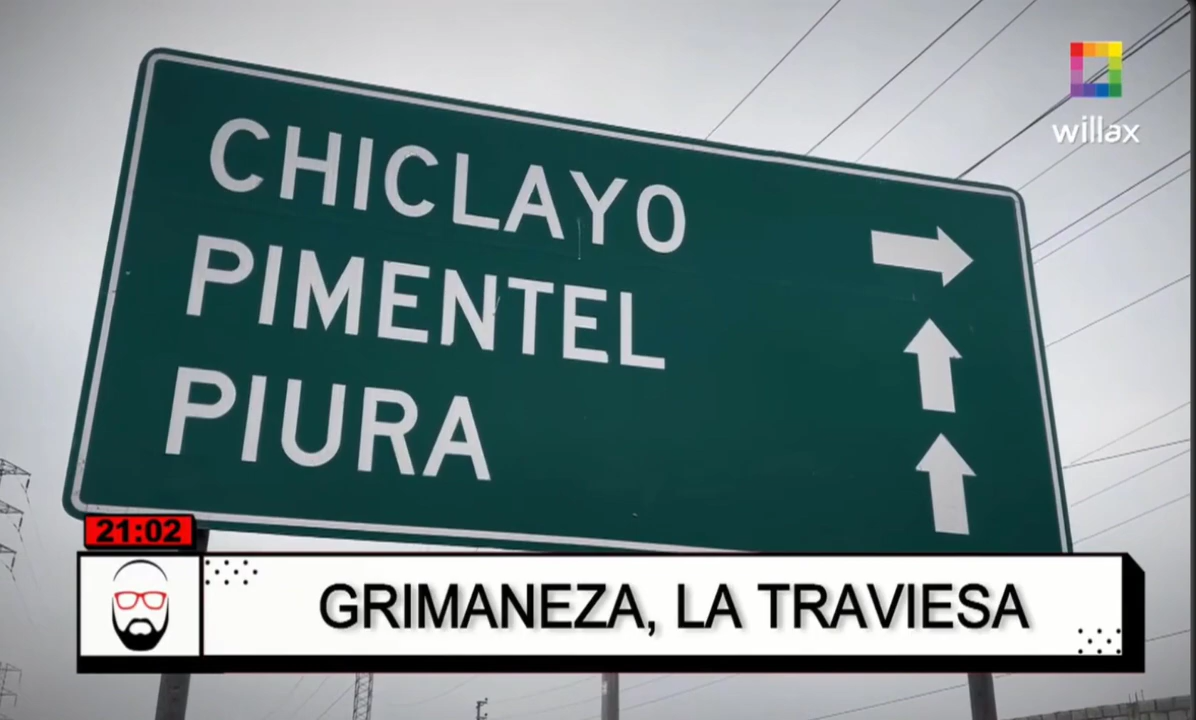 willax
CHICLAYO
PIMENTEL
PIURA
21:02
GRIMANEZA, LA TRAVIESA